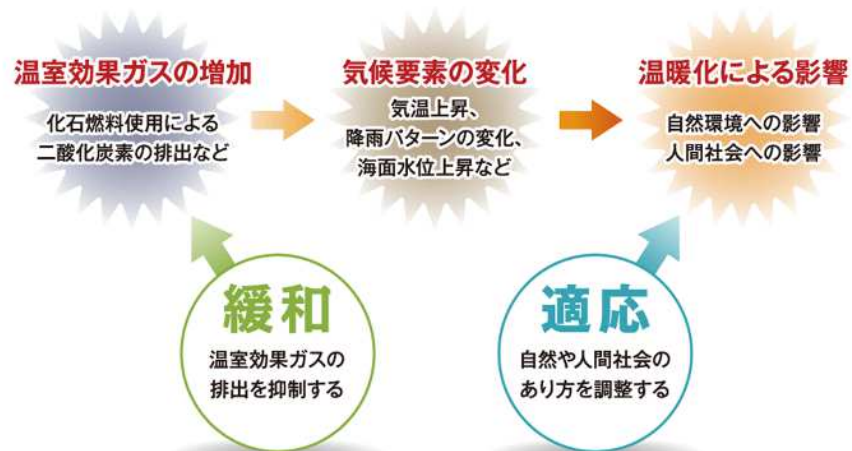 温室効果ガスの増加
化石燃料使用による
二酸化炭素の排出など
気候要素の変化
気温上昇、
降雨パターンの変化、
海面水位上昇など
温暖化による影響
自然環境への影響
人間社会への影響
緩和
温室効果ガスの
排出を抑制する
適応
自然や人間社会の
あり方を調整する